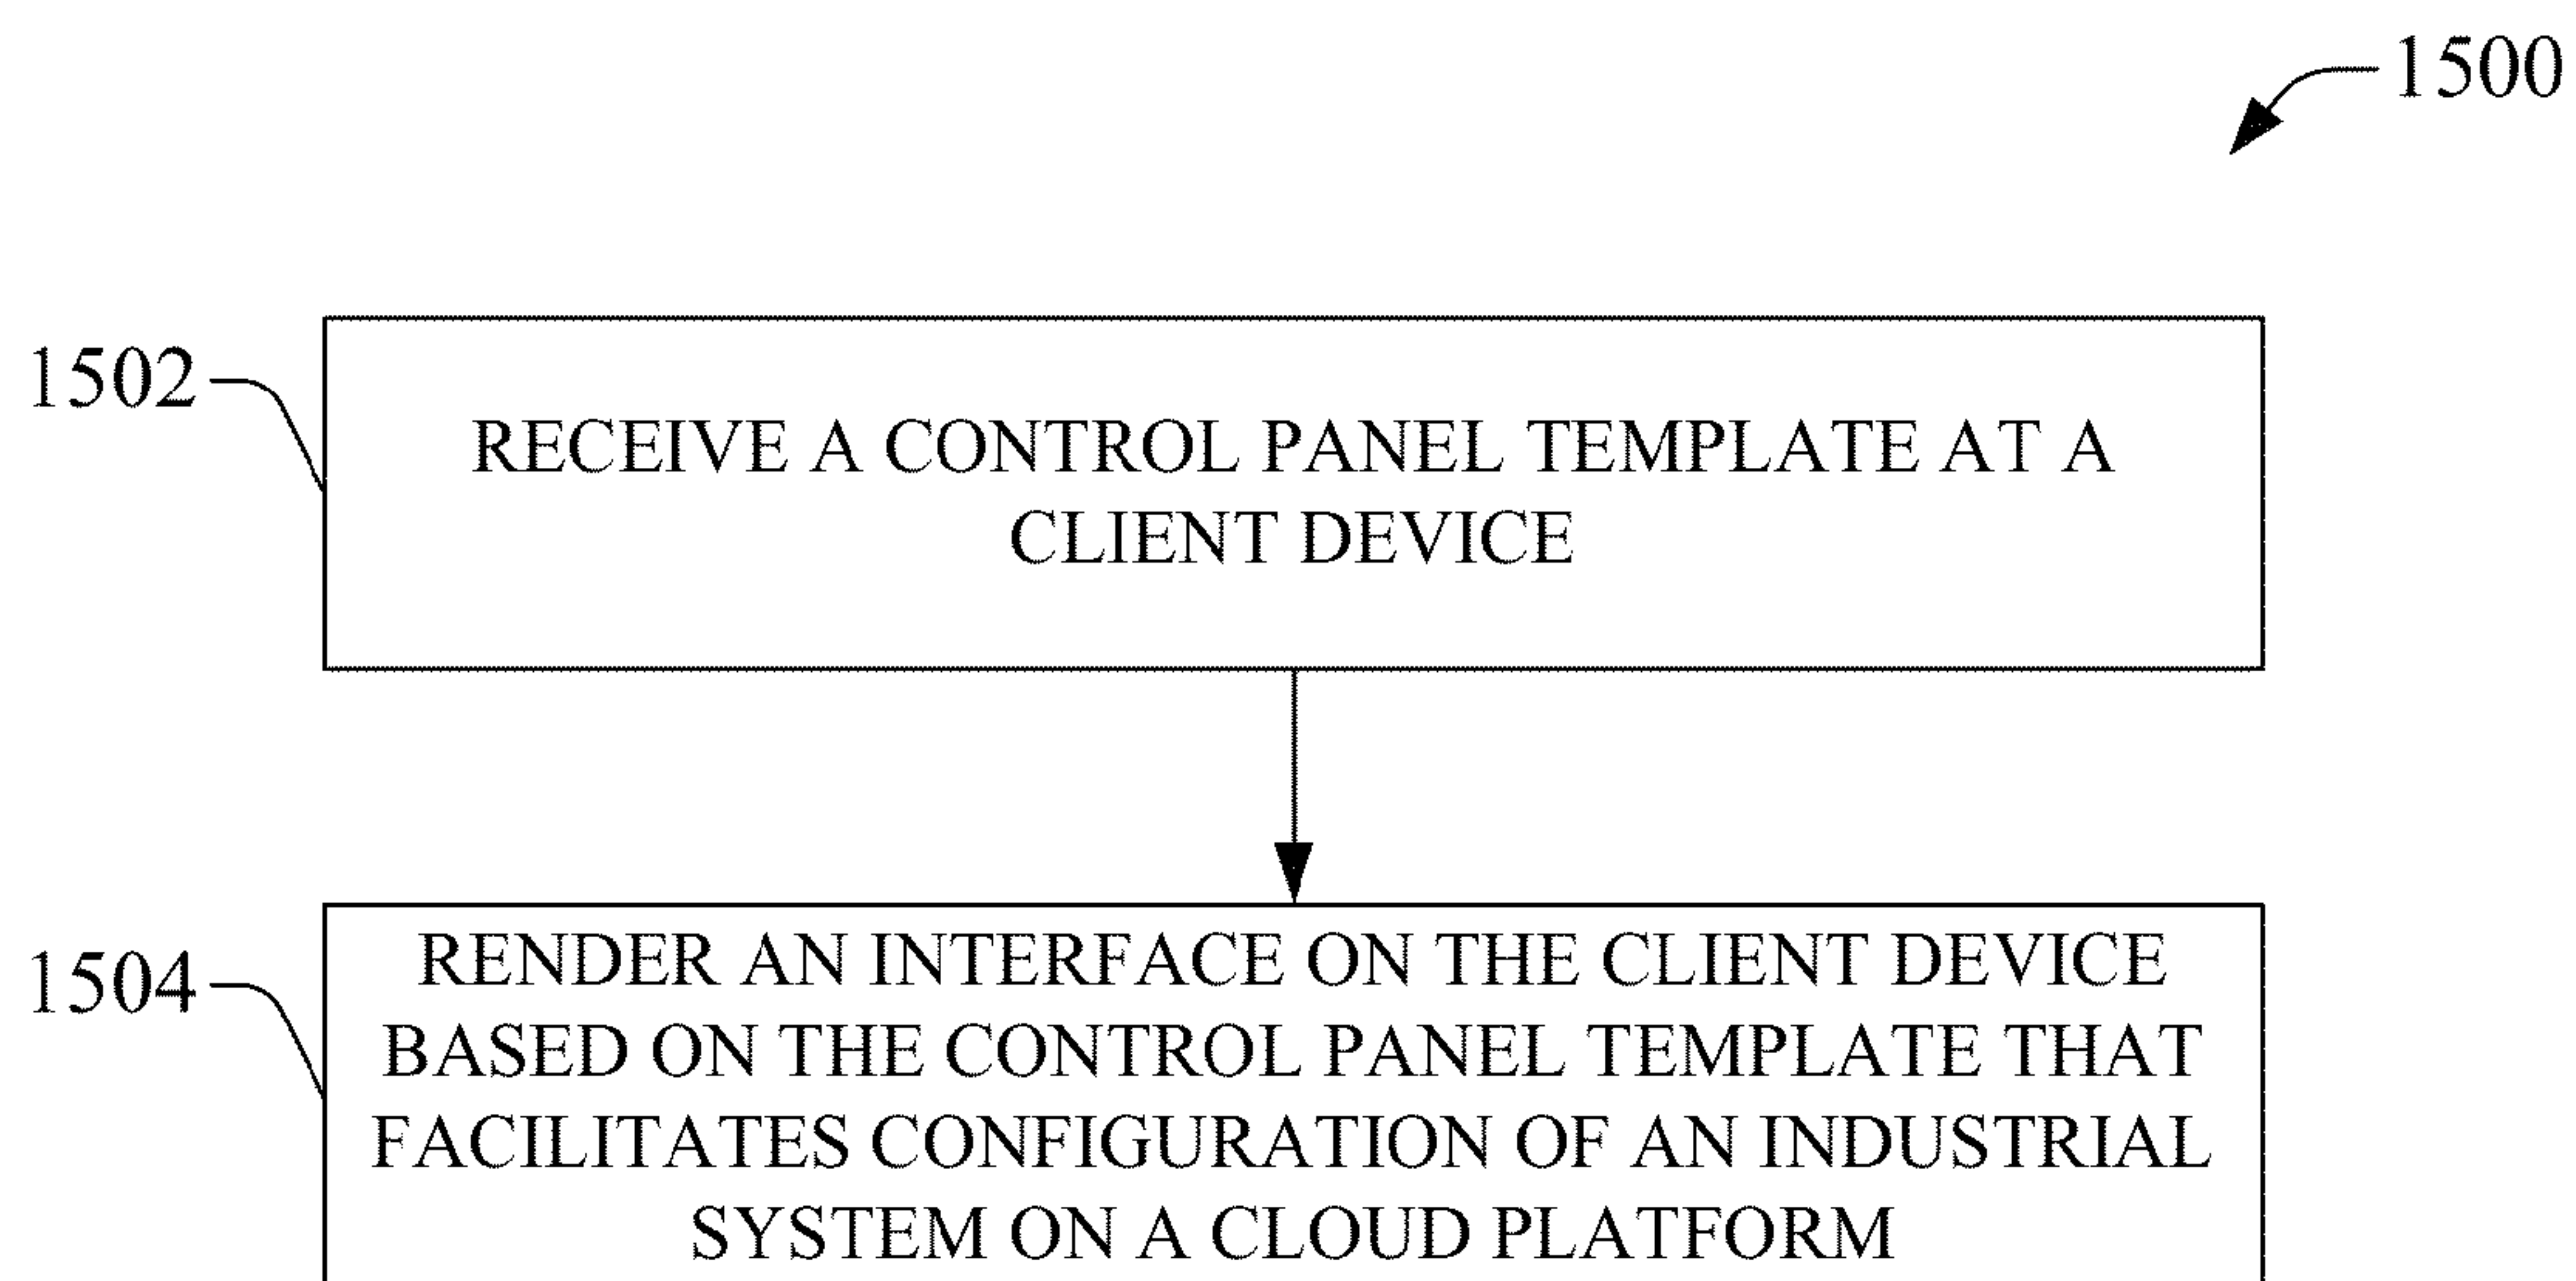 1500
1502
RECEIVE A CONTROL PANEL TEMPLATE AT A
CLIENT DEVICE
1504
RENDER AN INTERFACE ON THE CLIENT DEVICE
BASED ON THE CONTROL PANEL TEMPLATE THAT
FACILITATES CONFIGURATION OF AN INDUSTRIAL
SYSTEM ON A CLOUD PLATFORM